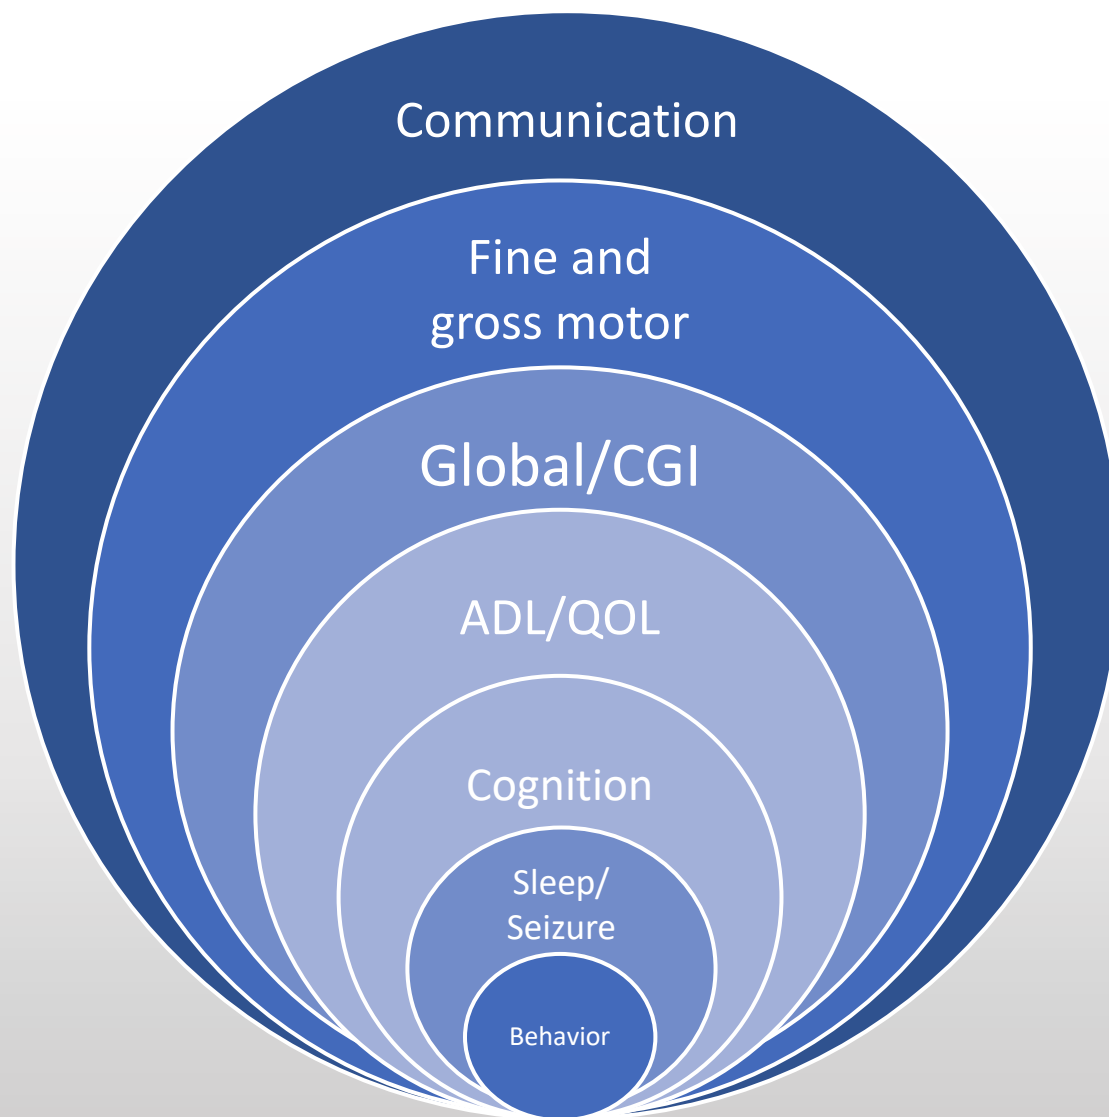 Communication
Fine and
gross motor
Global/CGI
ADL/QOL
Cognition
Sleep/
Seizure
Behavior